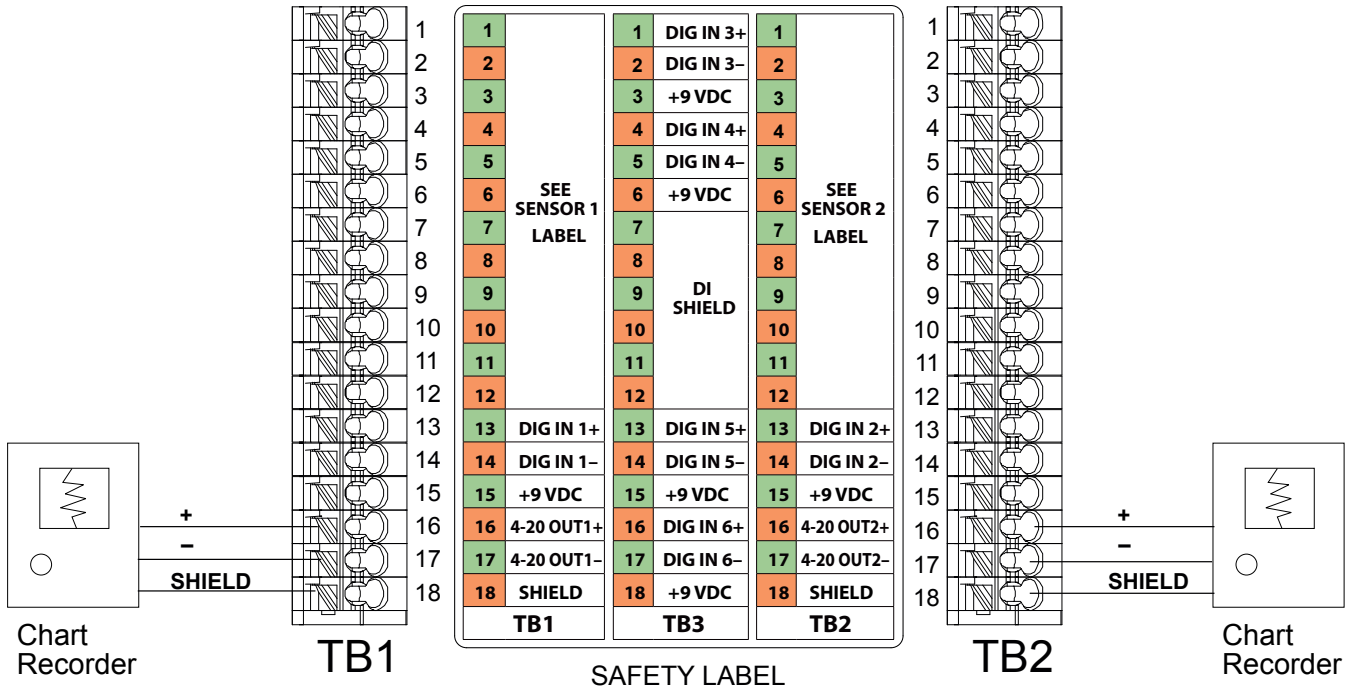 1
2
3
4
5
6
7
8
9
10
11
12
13
14
15
16
17
18
TB1
+
−
SHIELD
Chart
Recorder
1
2
3
4
5
6
7
8
9
10
11
12
SEE
SENSOR 1
LABEL
13 DIG IN 1+
14 DIG IN 1−
15 +9 VDC
16 4-20 OUT1+
17 4-20 OUT1−
18 SHIELD
TB1
1 DIG IN 3+
2 DIG IN 3−
3 +9 VDC
4 DIG IN 4+
5 DIG IN 4−
6 +9 VDC
7
8
9
10
11
12
DI
SHIELD
13 DIG IN 5+
14 DIG IN 5−
15 +9 VDC
16 DIG IN 6+
17 DIG IN 6−
18 +9 VDC
TB3
1
2
3
4
5
6
7
8
9
10
11
12
SEE
SENSOR 2
LABEL
13 DIG IN 2+
14 DIG IN 2−
15 +9 VDC
16 4-20 OUT2+
17 4-20 OUT2−
18 SHIELD
TB2
SAFETY LABEL
1
2
3
4
5
6
7
8
9
10
11
12
13
14
15
16
17
18
TB2
+
−
SHIELD
Chart
Recorder